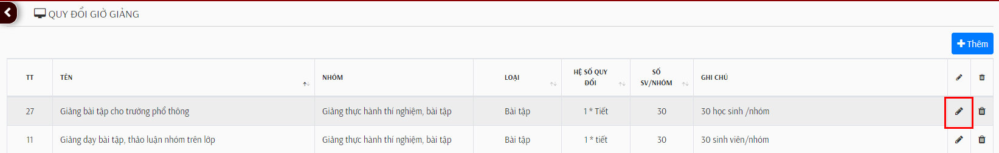 QUY ĐỔI GIỜ GIẢNG
Thêm
TT TÊN NHÓM LOẠI HỆ SỐ QUY ĐỔI SỐ SV/NHÓM GHI CHÚ
27 Giảng bài tập cho trường phổ thông Giảng thực hành thí nghiệm, bài tập Bài tập 1 * Tiết 30 30 học sinh /nhóm
11 Giảng dạy bài tập, thảo luận nhóm trên lớp Giảng thực hành thí nghiệm, bài tập Bài tập 1 * tiết 30 30 sinh viên/nhóm